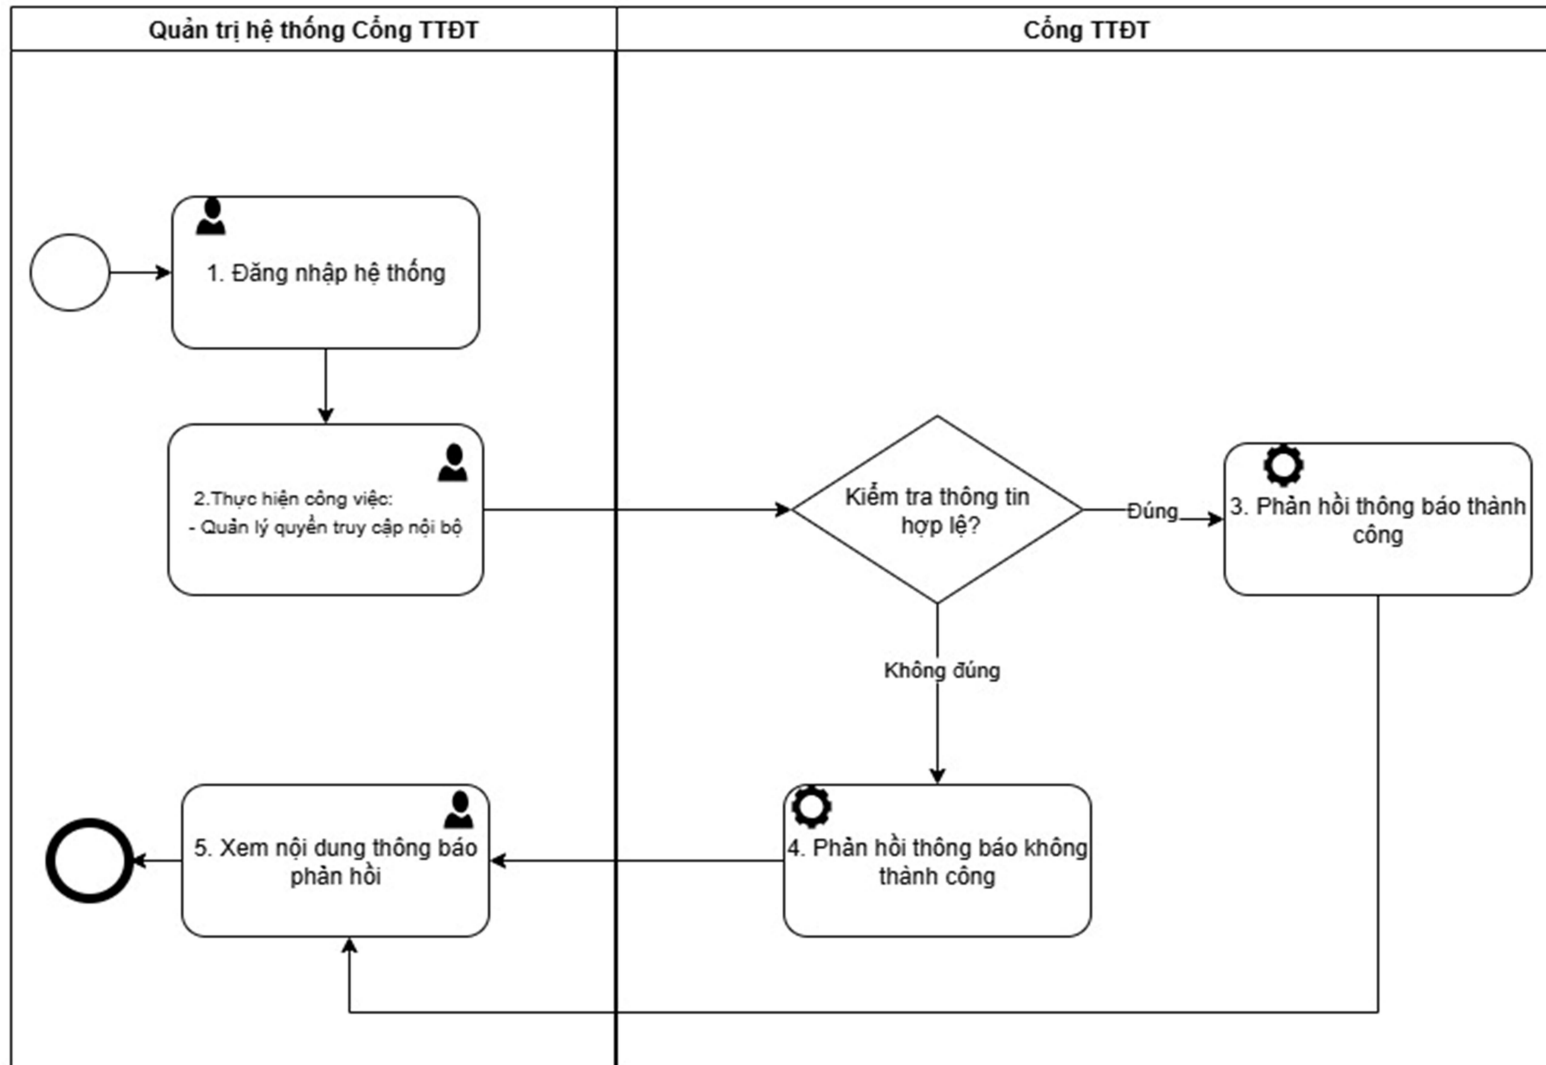 Quản trị hệ thống Cổng TTĐT
Cổng TTĐT
1. Đăng nhập hệ thống
2.Thực hiện công việc:
- Quản lý quyền truy cập nội bộ
Kiểm tra thông tin
hợp lệ?
Đúng
3. Phản hồi thông báo thành
công
Không đúng
5. Xem nội dung thông báo
phản hồi
4. Phản hồi thông báo không
thành công